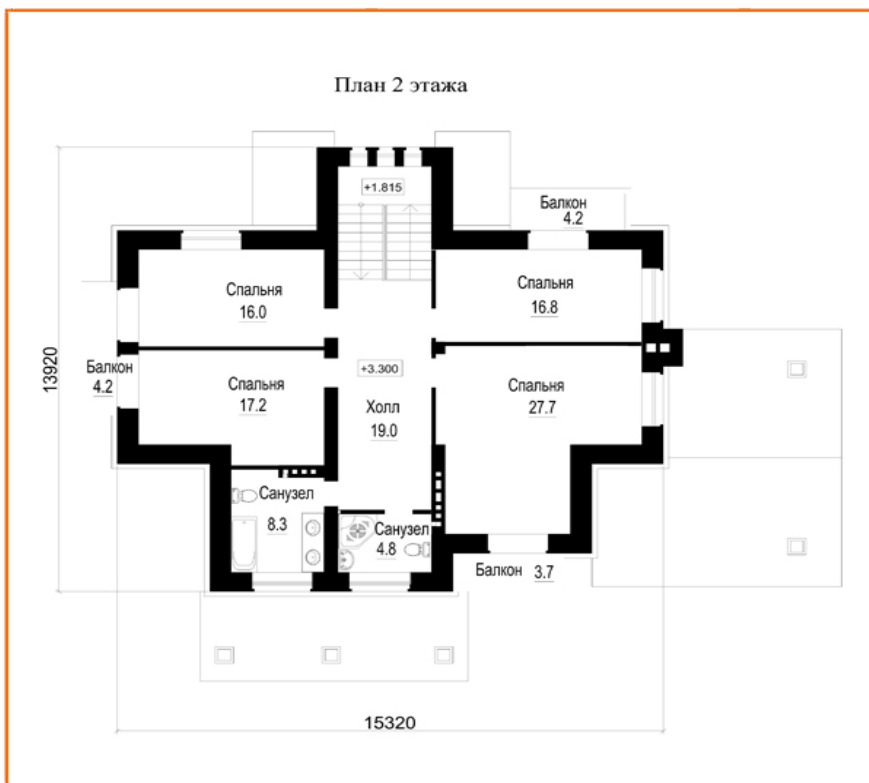 План 2 этажа
+1.815
Балкон
4.2
Спальня
16.0
Спальня
16.8
13920
Балкон
4.2
+3.300
Спальня
17.2
Спальня
27.7
Холл
19.0
Санузел
8.3
Санузел
4.8
Балкон 3.7
15320